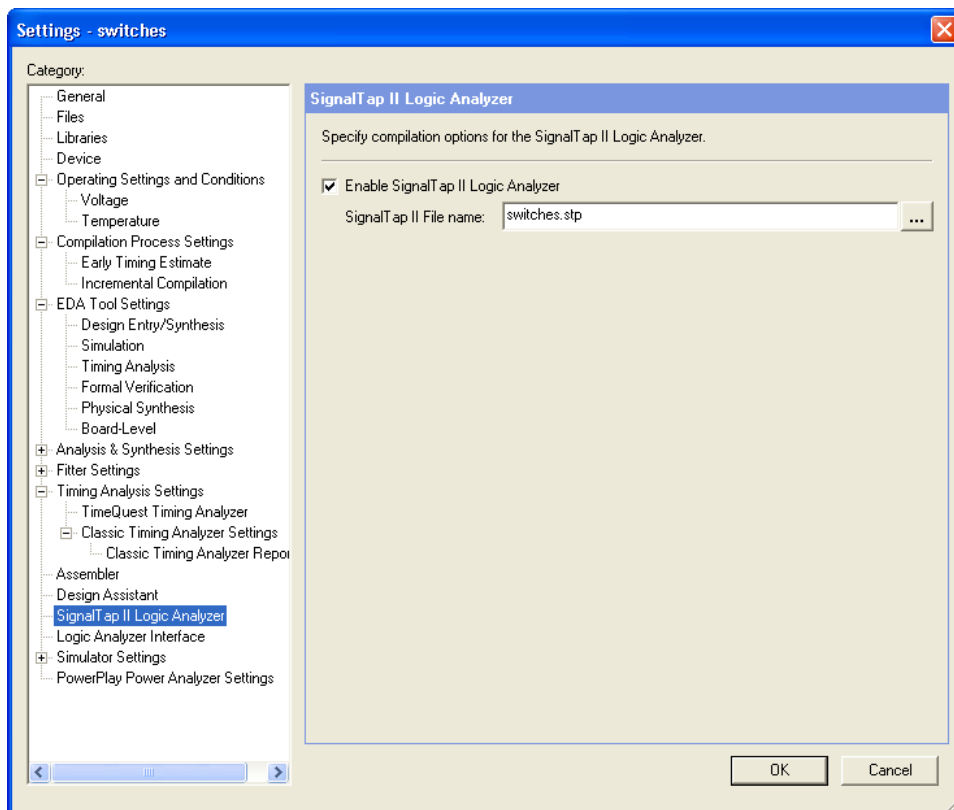 Settings - switches
Category:
General
Files
Libraries
Device
Operating Settings and Conditions
Voltage
Temperature
Compilation Process Settings
Early Timing Estimate
Incremental Compilation
EDA Tool Settings
Design Entry/Synthesis
Simulation
Timing Analysis
Formal Verification
Physical Synthesis
Board-Level
Analysis & Synthesis Settings
Fitter Settings
Timing Analysis Settings
TimeQuest Timing Analyzer
Classic Timing Analyzer Settings
Classic Timing Analyzer Repor
Assembler
Design Assistant
SignalTap II Logic Analyzer
Logic Analyzer Interface
Simulator Settings
PowerPlay Power Analyzer Settings
SignalTap II Logic Analyzer
Specify compilation options for the SignalTap II Logic Analyzer.
Enable SignalTap II Logic Analyzer
SignalTap II File name: switches.stp ...
OK Cancel